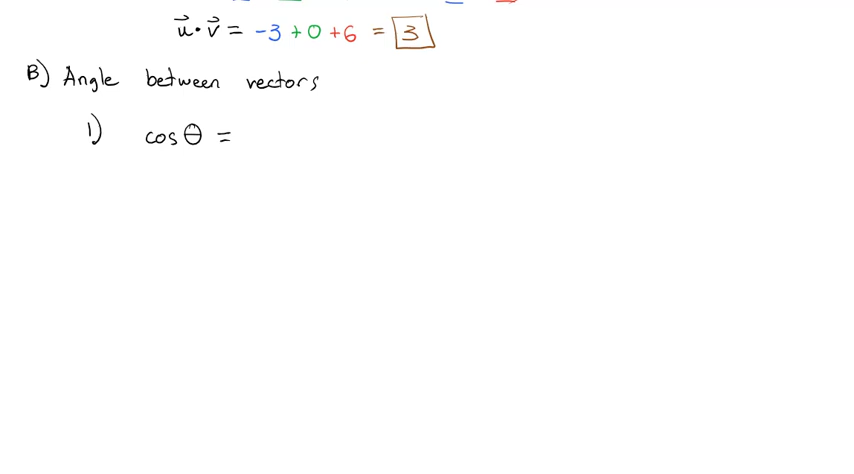 u⃗ • v⃗ = -3 + 0 + 6 = 3
B) Angle between vectors
1) cos θ =